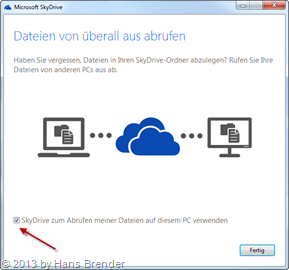 Microsoft SkyDrive
Dateien von überall aus abrufen
Haben Sie vergessen, Dateien in Ihren SkyDrive-Ordner abzulegen? Rufen Sie Ihre
Dateien von anderen PCs aus ab.
SkyDrive zum Abrufen meiner Dateien auf diesem PC verwenden
Fertig
© 2013 by Hans Brender